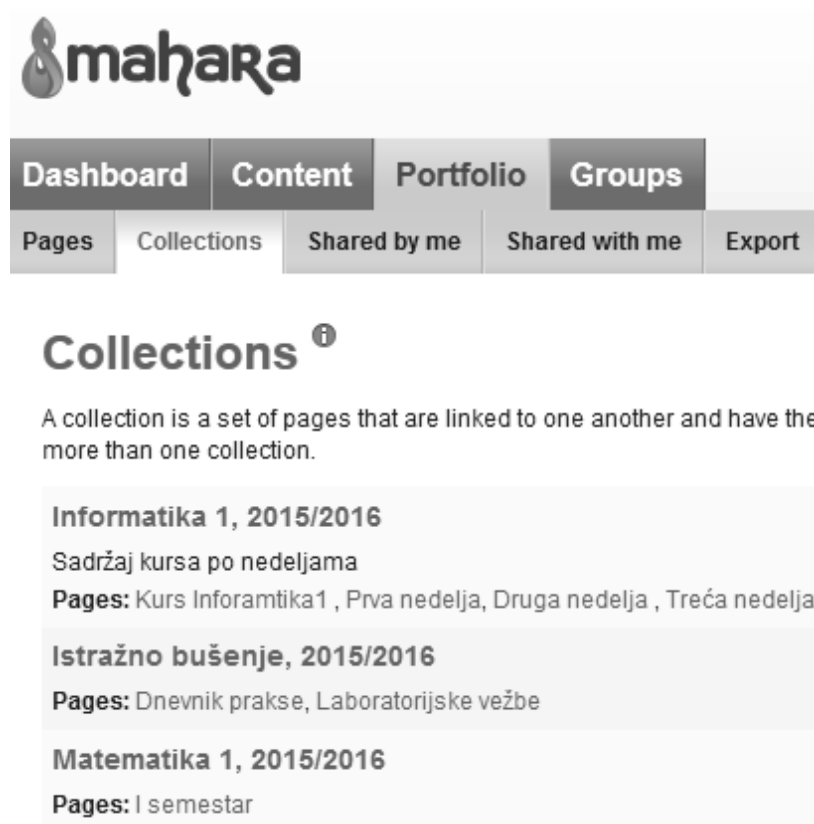 mahara
Dashboard Content Portfolio Groups
Pages Collections Shared by me Shared with me Export
Collections
A collection is a set of pages that are linked to one another and have the
more than one collection.
Informatika 1, 2015/2016
Sadržaj kursa po nedeljama
Pages: Kurs Inforamtika1 , Prva nedelja, Druga nedelja , Treća nedelja
Istražno bušenje, 2015/2016
Pages: Dnevnik prakse, Laboratorijske vežbe
Matematika 1, 2015/2016
Pages: I semestar